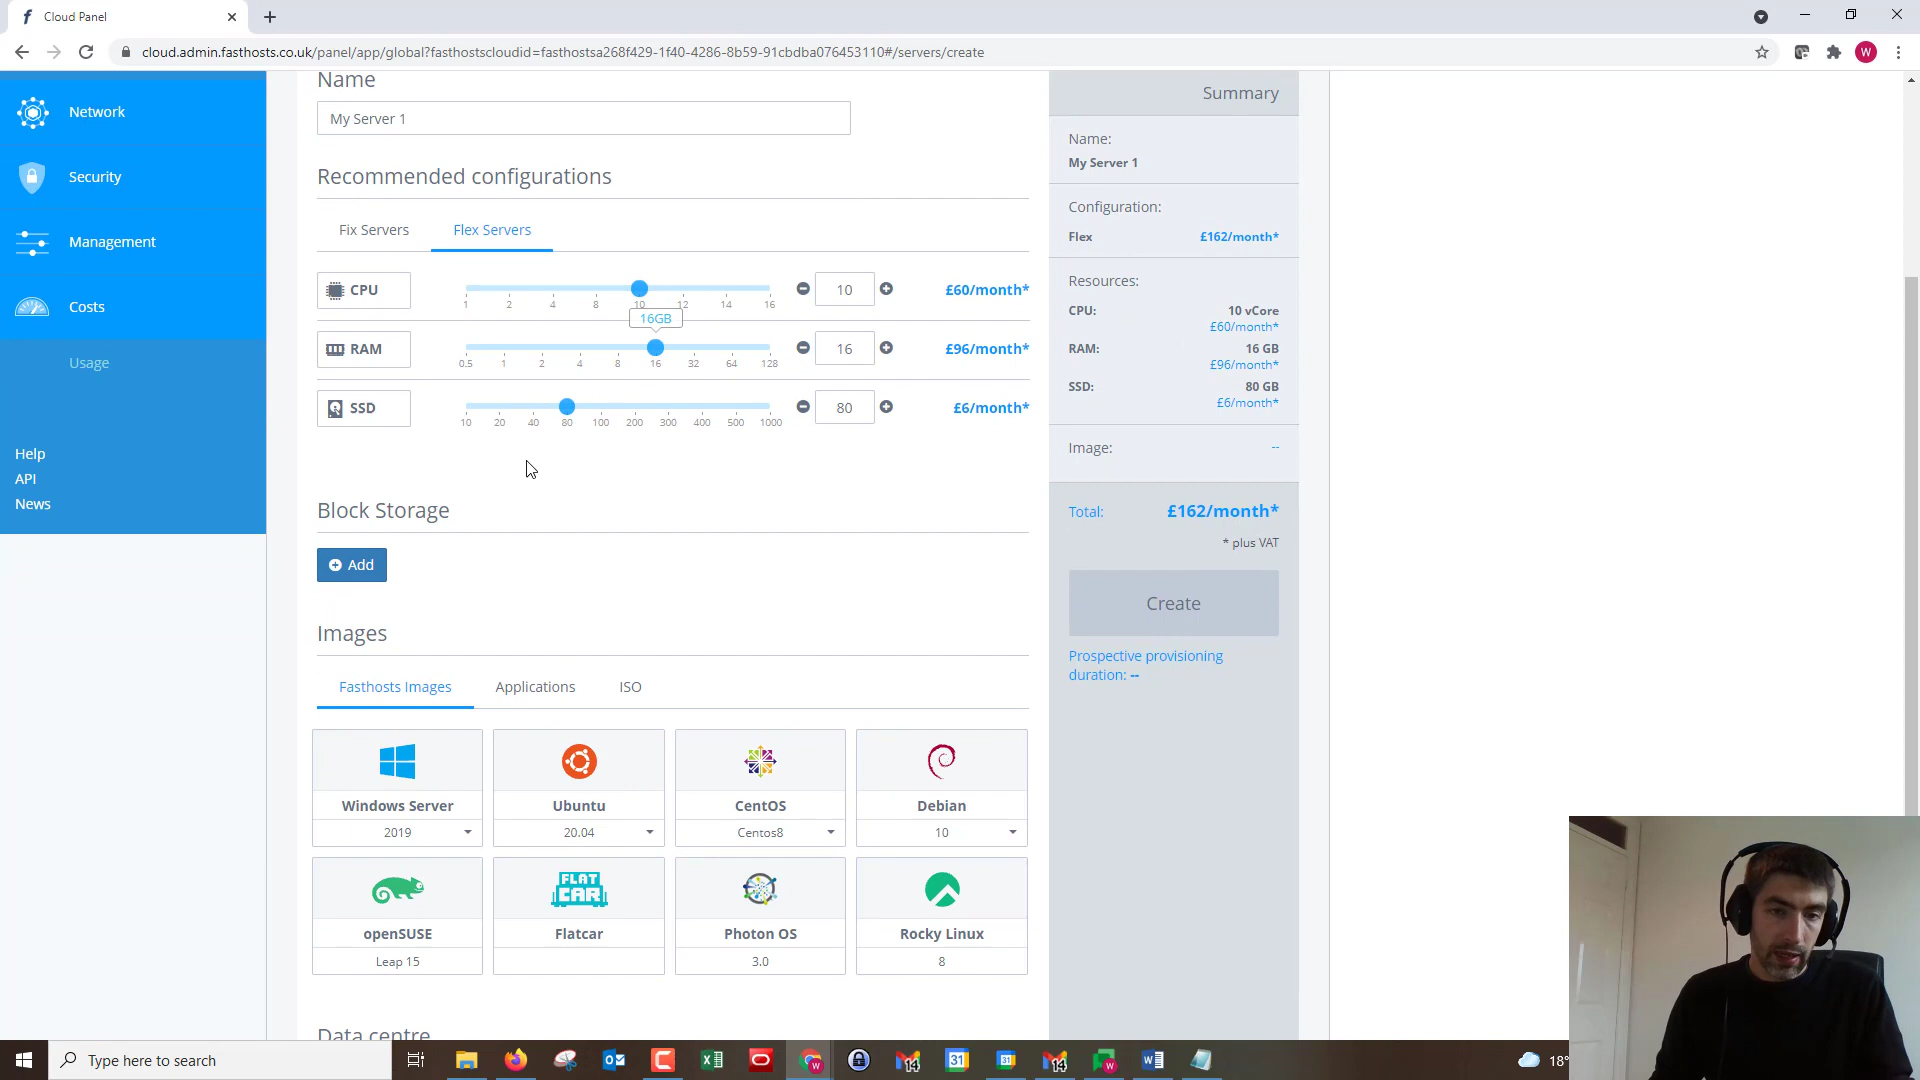 Cloud Panel
cloud.admin.fasthosts.co.uk/panel/app/global?fasthostscloudid=fasthostsa268f429-1f40-4286-8b59-91cbdba076453110#/servers/create
W
Network
Security
Management
Costs
Usage
Help
API
News
Name
My Server 1
Recommended configurations
Fix Servers Flex Servers
CPU
1 2 4 8 10 12 14 16
10
£60/month*
16GB
RAM
0.5 1 2 4 8 16 32 64 128
16
£96/month*
SSD
10 20 40 80 100 200 300 400 500 1000
80
£6/month*
Block Storage
Add
Images
Fasthosts Images Applications ISO
Windows Server
2019
Ubuntu
20.04
CentOS
Centos8
Debian
10
openSUSE
Leap 15
FLAT
CAR
Flatcar
Photon OS
3.0
Rocky Linux
8
Data centre
Summary
Name:
My Server 1
Configuration:
Flex £162/month*
Resources:
CPU: 10 vCore
£60/month*
RAM: 16 GB
£96/month*
SSD: 80 GB
£6/month*
Image: --
Total: £162/month*
* plus VAT
Create
Prospective provisioning
duration: --
Type here to search
14
31
31
14
18°